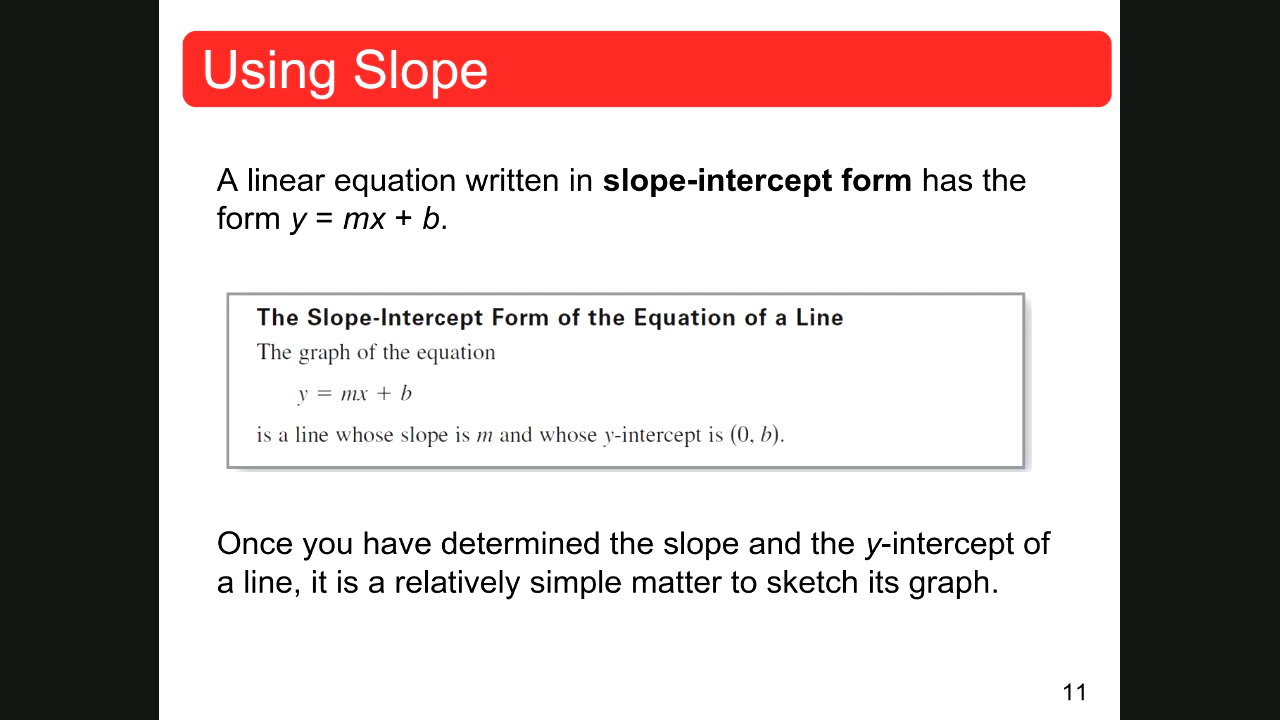 Using Slope
A linear equation written in slope-intercept form has the
form y = mx + b.
The Slope-Intercept Form of the Equation of a Line
The graph of the equation
y = mx + b
is a line whose slope is m and whose y-intercept is (0, b).
Once you have determined the slope and the y-intercept of
a line, it is a relatively simple matter to sketch its graph.
11